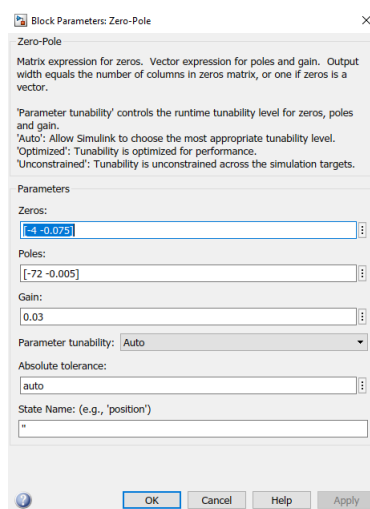 Block Parameters: Zero-Pole
Zero-Pole
Matrix expression for zeros. Vector expression for poles and gain. Output
width equals the number of columns in zeros matrix, or one if zeros is a
vector.
'Parameter tunability' controls the runtime tunability level for zeros, poles
and gain.
'Auto': Allow Simulink to choose the most appropriate tunability level.
'Optimized': Tunability is optimized for performance.
'Unconstrained': Tunability is unconstrained across the simulation targets.
Parameters
Zeros:
[-4 -0.075]
Poles:
[-72 -0.005]
Gain:
0.03
Parameter tunability: Auto
Absolute tolerance:
auto
State Name: (e.g., 'position')
''
OK Cancel Help Apply